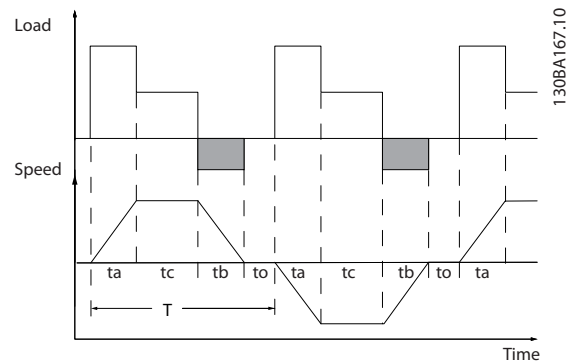 Load
130BA167.10
Speed
ta tc tb to ta tc tb to ta
T
Time